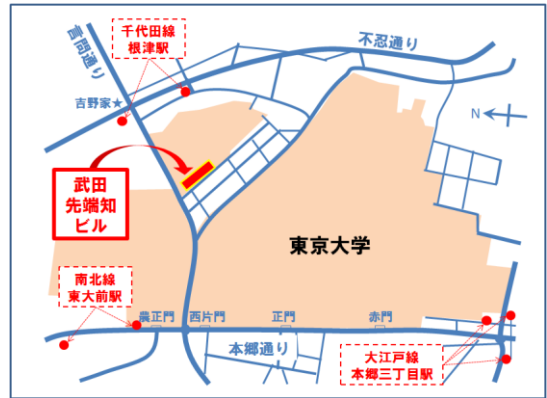 千代田線
根津駅
言問通り
不忍通り
吉野家★
N
武田
先端知
ビル
東京大学
南北線
東大前駅
農正門
西片門
正門
赤門
本郷通り
大江戸線
本郷三丁目駅